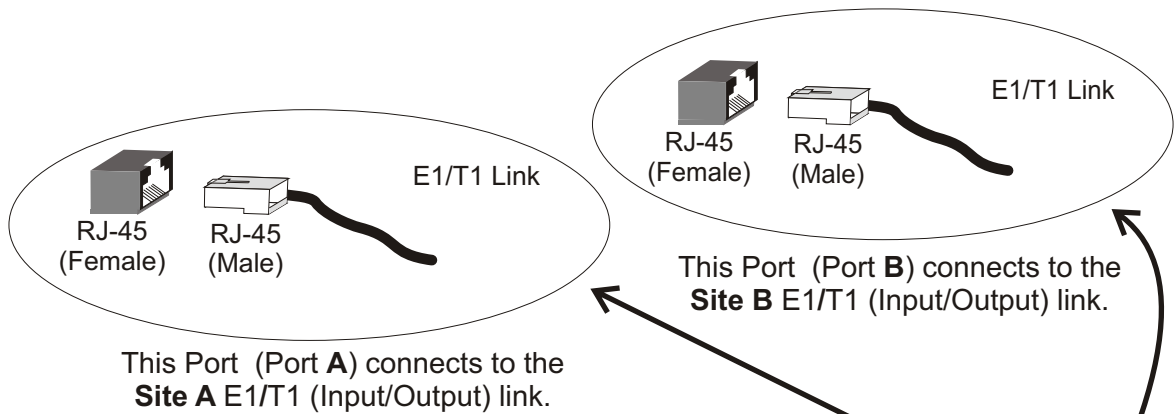 E1/T1 Link
RJ-45
(Female)
RJ-45
(Male)
This Port (Port A) connects to the
Site A E1/T1 (Input/Output) link.
E1/T1 Link
RJ-45
(Female)
RJ-45
(Male)
This Port (Port B) connects to the
Site B E1/T1 (Input/Output) link.